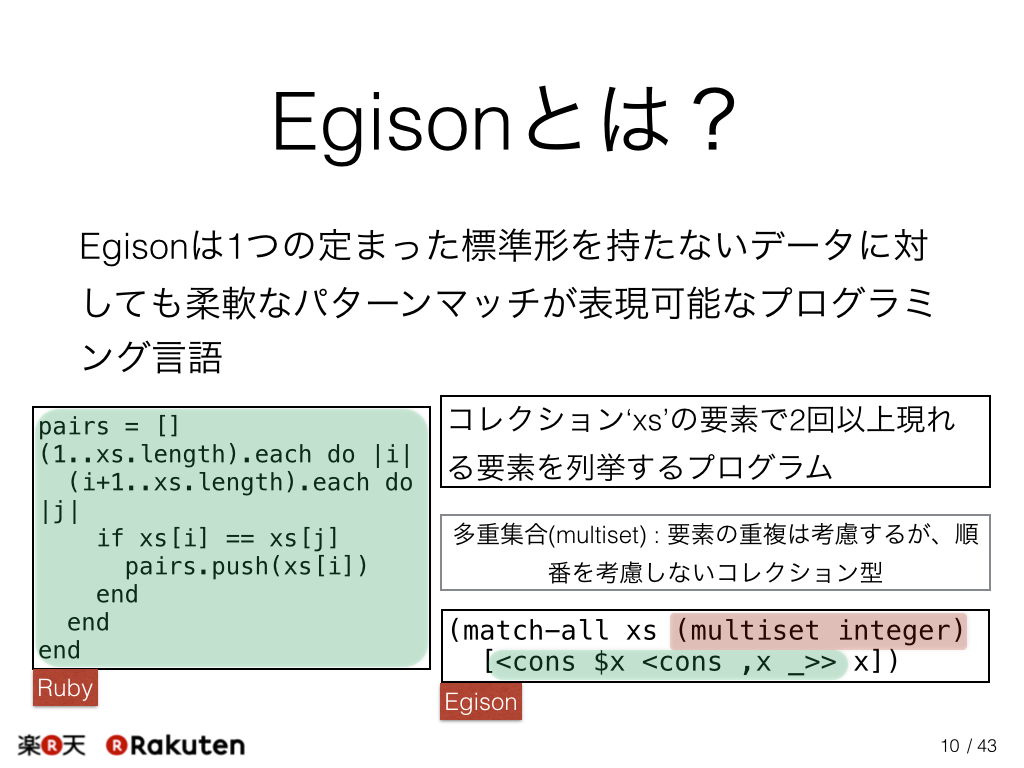 Egisonとは？
Egisonは1つの定まった標準形を持たないデータに対
しても柔軟なパターンマッチが表現可能なプログラミ
ング言語
pairs = []
(1..xs.length).each do |i|
  (i+1..xs.length).each do
|j|
    if xs[i] == xs[j]
      pairs.push(xs[i])
    end
  end
end
Ruby
コレクション‘xs’の要素で2回以上現れ
る要素を列挙するプログラム
多重集合(multiset) : 要素の重複は考慮するが、順
番を考慮しないコレクション型
(match-all xs (multiset integer)
  [<cons $x <cons ,x _>> x])
Egison
楽R天 R Rakuten
10 / 43